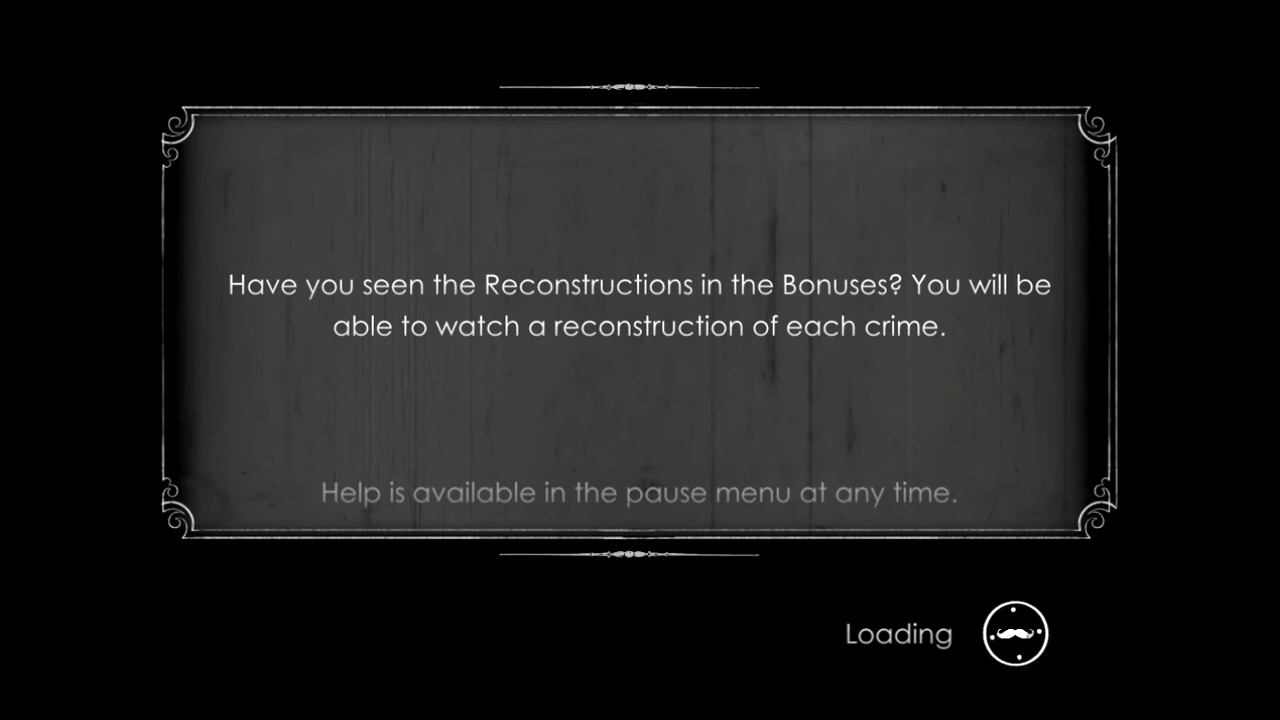 Have you seen the Reconstructions in the Bonuses? You will be
able to watch a reconstruction of each crime.
Help is available in the pause menu at any time.
Loading